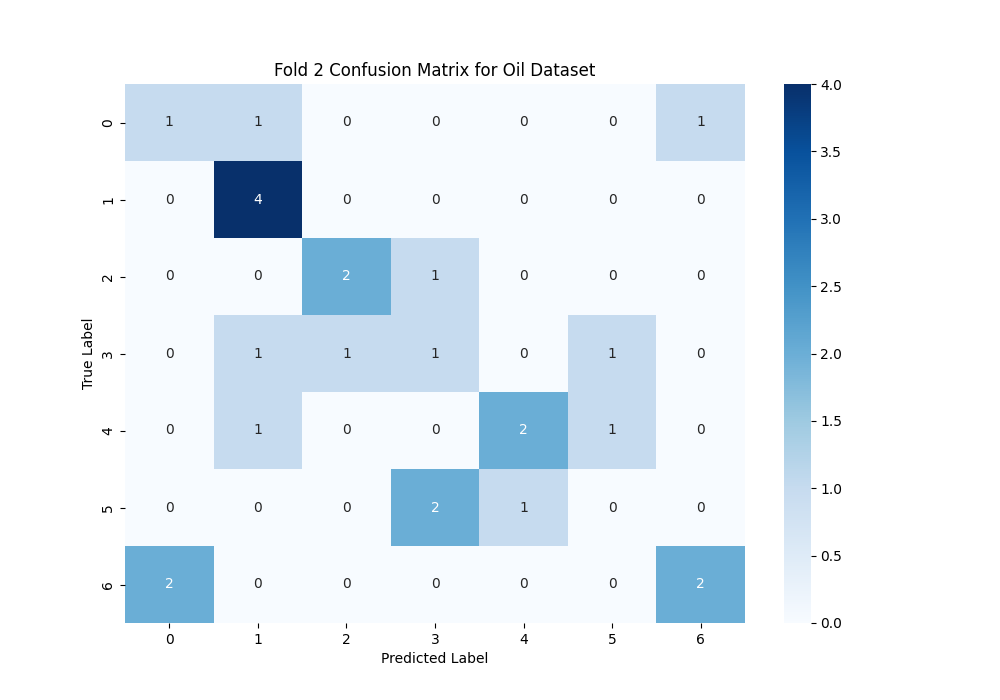 Fold 2 Confusion Matrix for Oil Dataset
True Label
0 1 1 0 0 0 0 1
1 0 4 0 0 0 0 0
2 0 0 2 1 0 0 0
3 0 1 1 1 0 1 0
4 0 1 0 0 2 1 0
5 0 0 0 2 1 0 0
6 2 0 0 0 0 0 2
0 1 2 3 4 5 6
Predicted Label
4.0
3.5
3.0
2.5
2.0
1.5
1.0
0.5
0.0